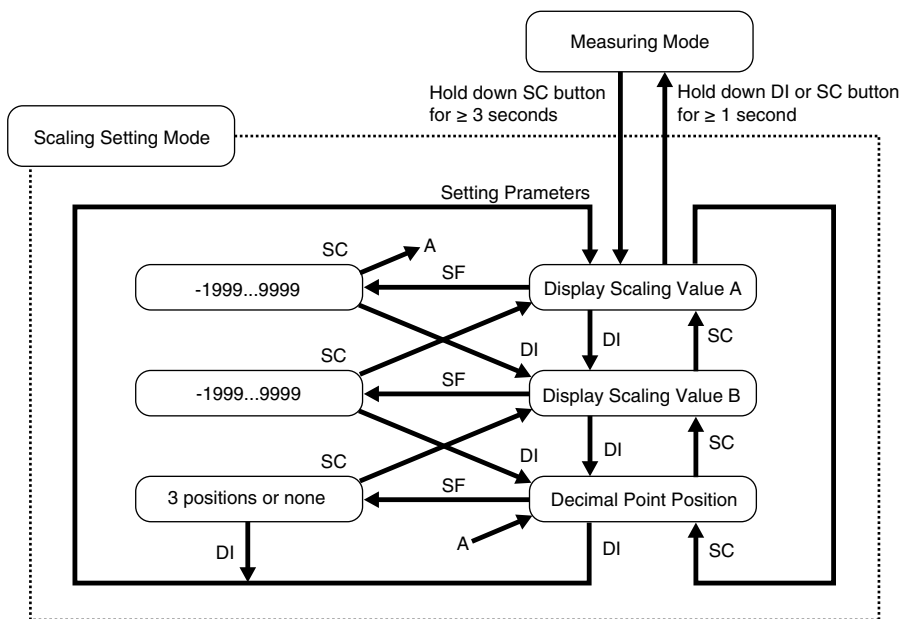 Measuring Mode
Hold down SC button
for ≥ 3 seconds
Hold down DI or SC button
for ≥ 1 second
Scaling Setting Mode
Setting Prameters
SC
A
-1999...9999
SF
Display Scaling Value A
SC
DI
DI
SC
-1999...9999
SF
Display Scaling Value B
SC
DI
DI
SC
3 positions or none
SF
Decimal Point Position
DI
A
DI
SC